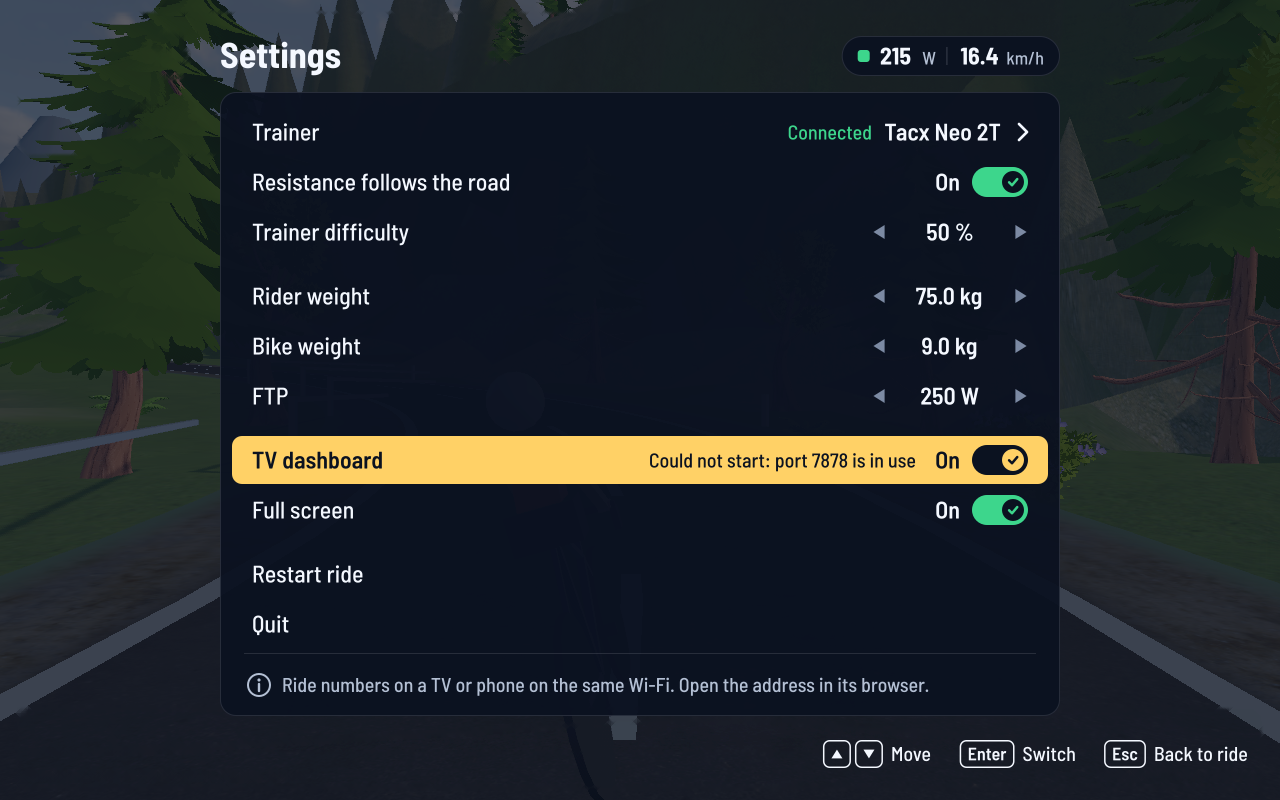 Settings
215 W 16.4 km/h
Trainer Connected Tacx Neo 2T
Resistance follows the road On
Trainer difficulty 50 %
Rider weight 75.0 kg
Bike weight 9.0 kg
FTP 250 W
TV dashboard Could not start: port 7878 is in use On
Full screen On
Restart ride
Quit
Ride numbers on a TV or phone on the same Wi-Fi. Open the address in its browser.
Move Enter Switch Esc Back to ride